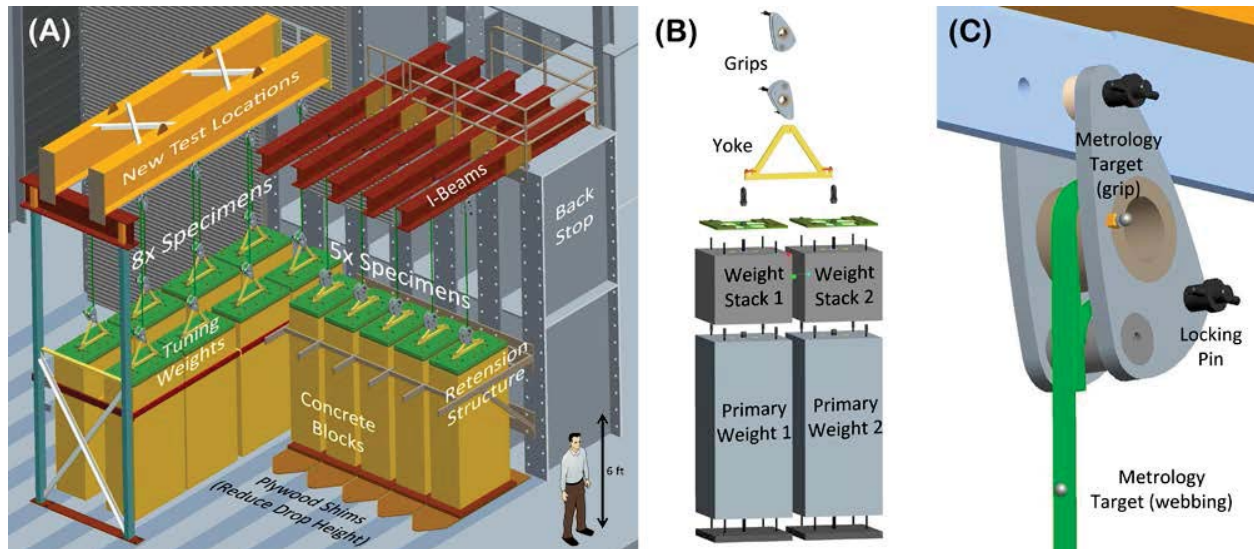 (A)
New Test Locations
8x Specimens
I-Beams
Back
Stop
5x Specimens
Tuning
Weights
Retension
Structure
Concrete
Blocks
6 ft
Plywood Shims
(Reduce Drop Height)
(B)
Grips
Yoke
Weight
Stack 1
Weight
Stack 2
Primary
Weight 1
Primary
Weight 2
(C)
Metrology
Target
(grip)
Locking
Pin
Metrology
Target (webbing)